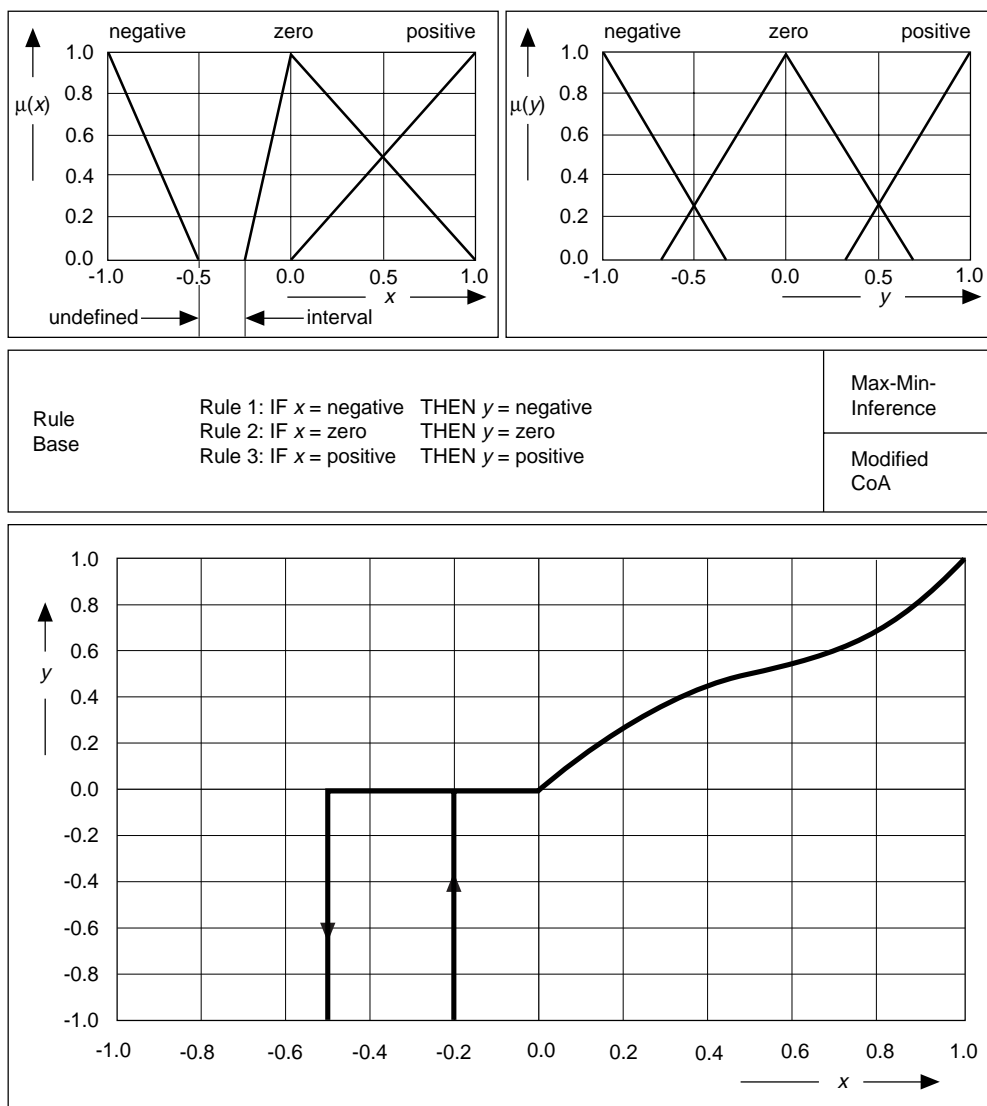 negative zero positive
1.0
0.8
μ(x)
0.6
0.4
0.2
0.0
-1.0 -0.5 0.0 0.5 1.0
x
undefined interval
negative zero positive
1.0
0.8
μ(y)
0.6
0.4
0.2
0.0
-1.0 -0.5 0.0 0.5 1.0
y
Rule
Base
Rule 1: IF x = negative THEN y = negative
Rule 2: IF x = zero THEN y = zero
Rule 3: IF x = positive THEN y = positive
Max-Min-
Inference
Modified
CoA
1.0
0.8
0.6
y
0.4
0.2
0.0
-0.2
-0.4
-0.6
-0.8
-1.0
-1.0 -0.8 -0.6 -0.4 -0.2 0.0 0.2 0.4 0.6 0.8 1.0
x